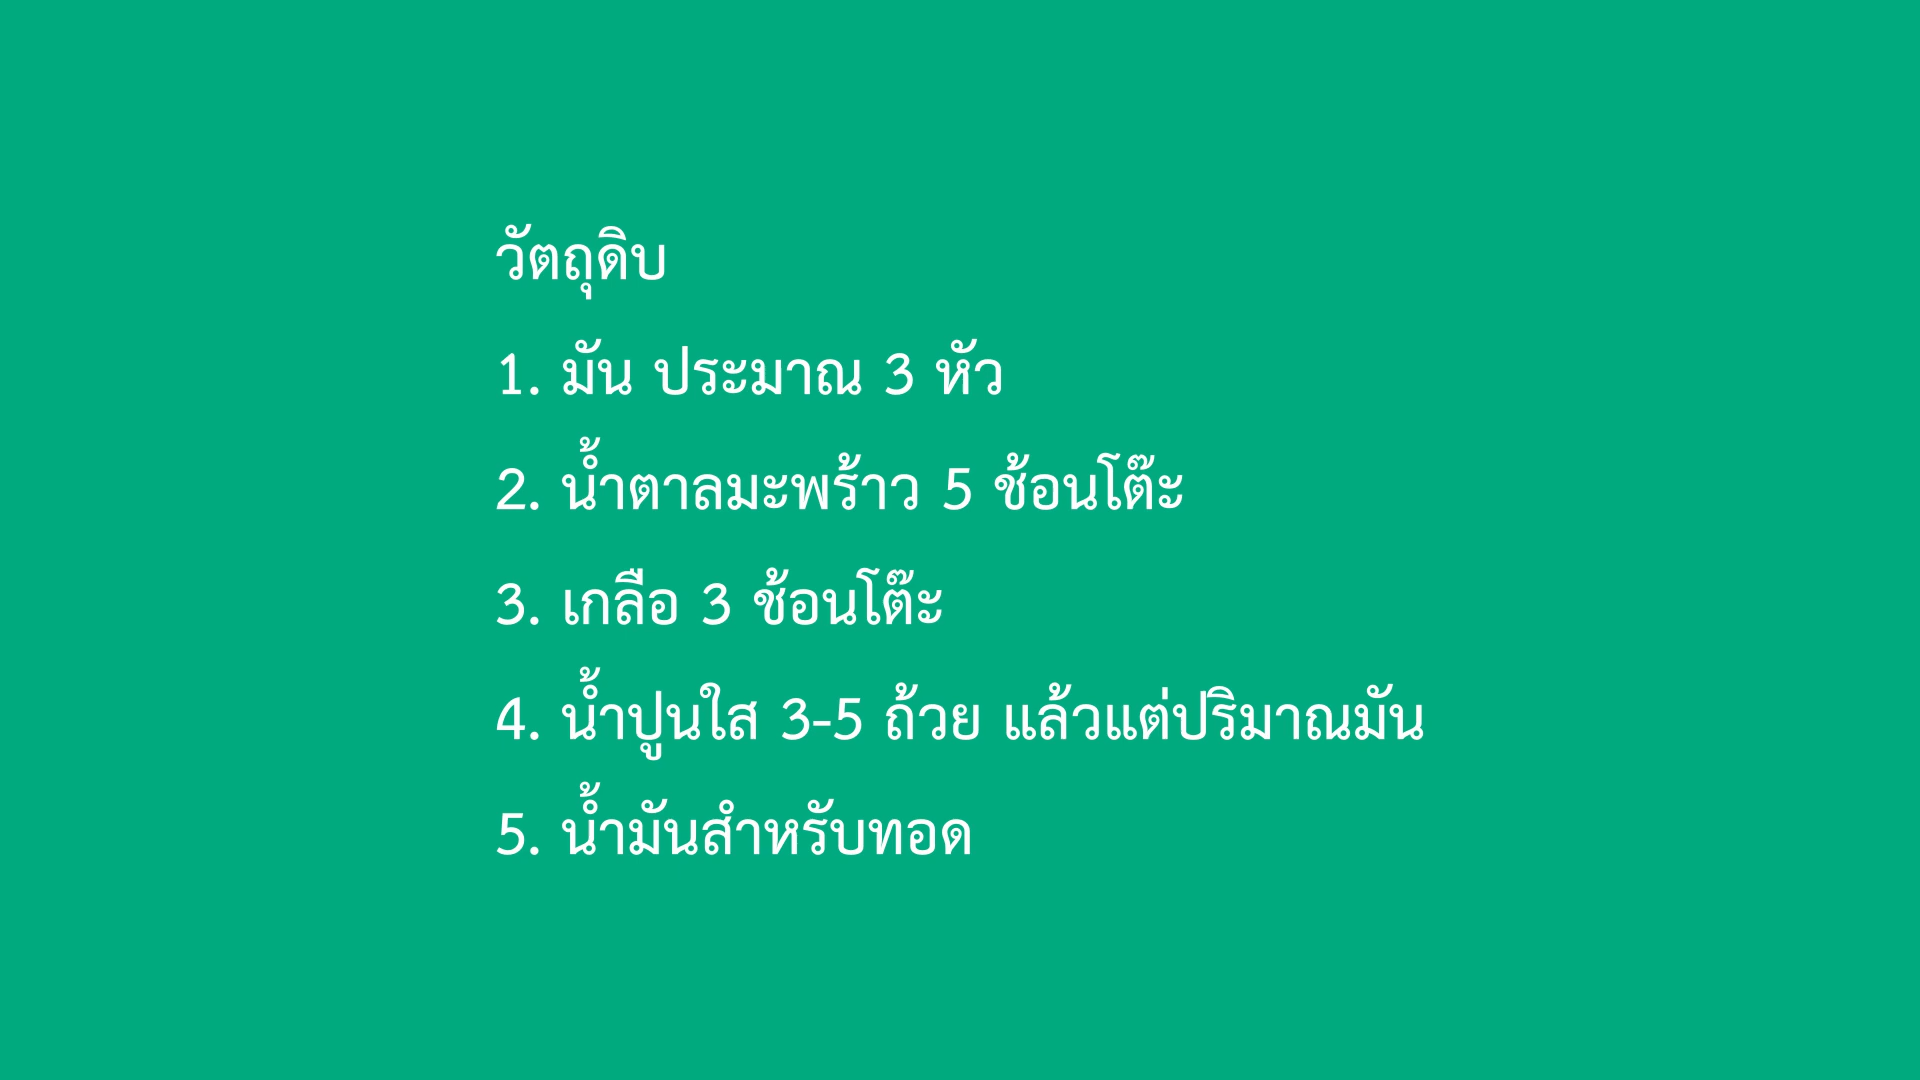 วัตถุดิบ
1. มัน ประมาณ 3 หัว
2. น้ำตาลมะพร้าว 5 ช้อนโต๊ะ
3. เกลือ 3 ช้อนโต๊ะ
4. น้ำปูนใส 3-5 ถ้วย แล้วแต่ปริมาณมัน
5. น้ำมันสำหรับทอด